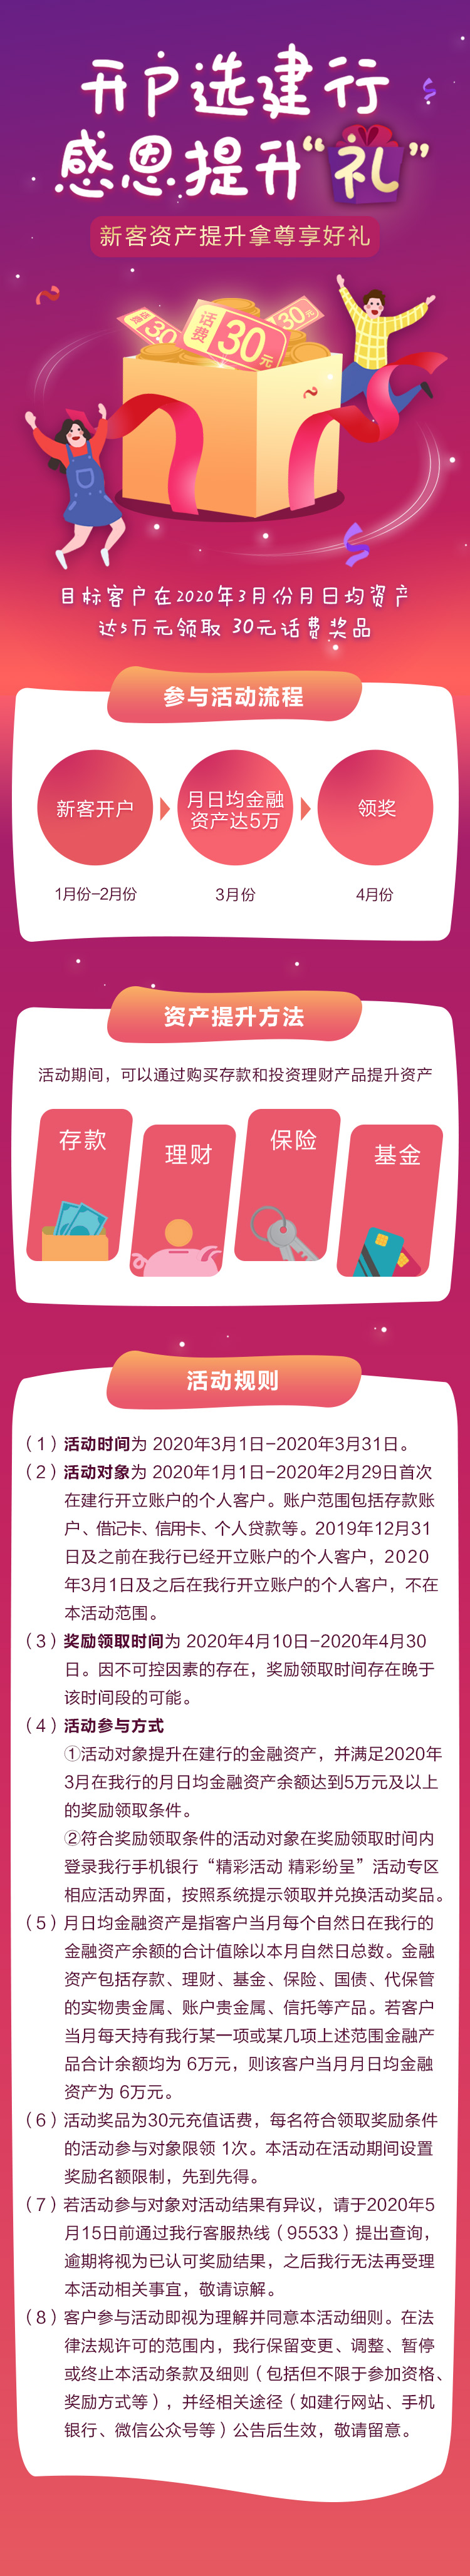 开户选建行
感恩提升“礼”
新客资产提升拿尊享好礼
话费30元
30元
话费30
目标客户在2020年3月份月日均资产
达5万元领取 30元话费奖品
参与活动流程
新客开户
月日均金融
资产达5万
领奖
1月份-2月份
3月份
4月份
资产提升方法
活动期间，可以通过购买存款和投资理财产品提升资产
存款
理财
保险
基金
活动规则
（1）活动时间为 2020年3月1日-2020年3月31日。
（2）活动对象为 2020年1月1日-2020年2月29日首次
在建行开立账户的个人客户。账户范围包括存款账
户、借记卡、信用卡、个人贷款等。2019年12月31
日及之前在我行已经开立账户的个人客户，2020
年3月1日及之后在我行开立账户的个人客户，不在
本活动范围。
（3）奖励领取时间为 2020年4月10日-2020年4月30
日。因不可控因素的存在，奖励领取时间存在晚于
该时间段的可能。
（4）活动参与方式
①活动对象提升在建行的金融资产，并满足2020年
3月在我行的月日均金融资产余额达到5万元及以上
的奖励领取条件。
②符合奖励领取条件的活动对象在奖励领取时间内
登录我行手机银行“精彩活动 精彩纷呈”活动专区
相应活动界面，按照系统提示领取并兑换活动奖品。
（5）月日均金融资产是指客户当月每个自然日在我行的
金融资产余额的合计值除以本月自然日总数。金融
资产包括存款、理财、基金、保险、国债、代保管
的实物贵金属、账户贵金属、信托等产品。若客户
当月每天持有我行某一项或某几项上述范围金融产
品合计余额均为 6万元，则该客户当月月日均金融
资产为 6万元。
（6）活动奖品为30元充值话费，每名符合领取奖励条件
的活动参与对象限领 1次。本活动在活动期间设置
奖励名额限制，先到先得。
（7）若活动参与对象对活动结果有异议，请于2020年5
月15日前通过我行客服热线（95533）提出查询，
逾期将视为已认可奖励结果，之后我行无法再受理
本活动相关事宜，敬请谅解。
（8）客户参与活动即视为理解并同意本活动细则。在法
律法规许可的范围内，我行保留变更、调整、暂停
或终止本活动条款及细则（包括但不限于参加资格、
奖励方式等），并经相关途径（如建行网站、手机
银行、微信公众号等）公告后生效，敬请留意。